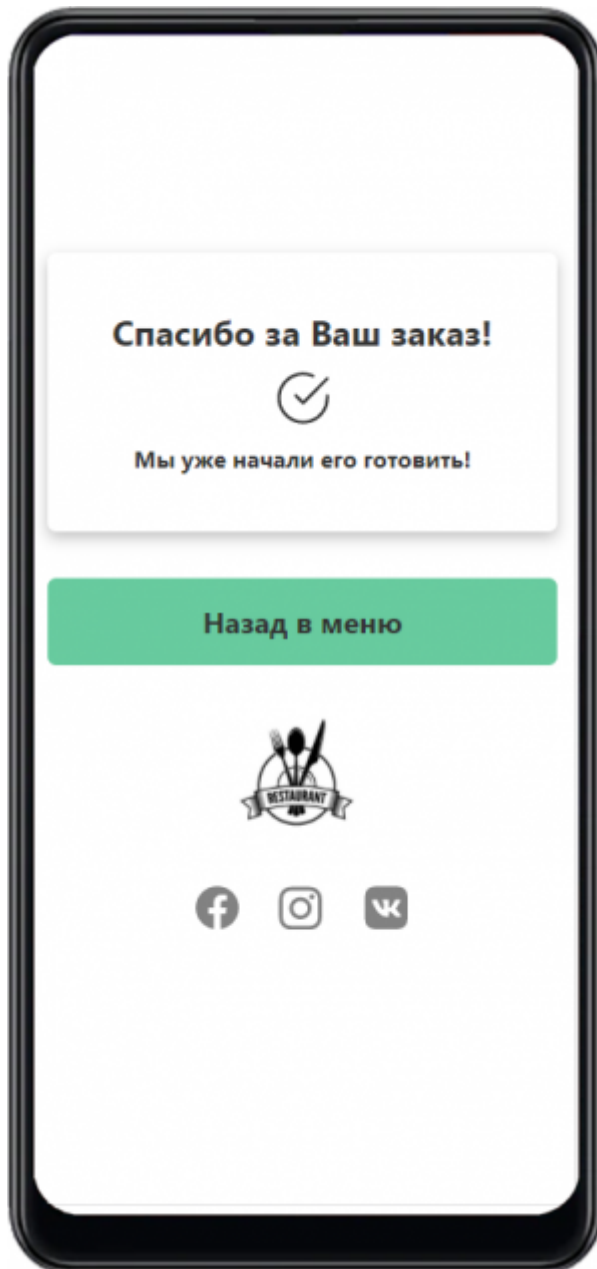 Спасибо за Ваш заказ!
Мы уже начали его готовить!
Назад в меню
RESTAURANT